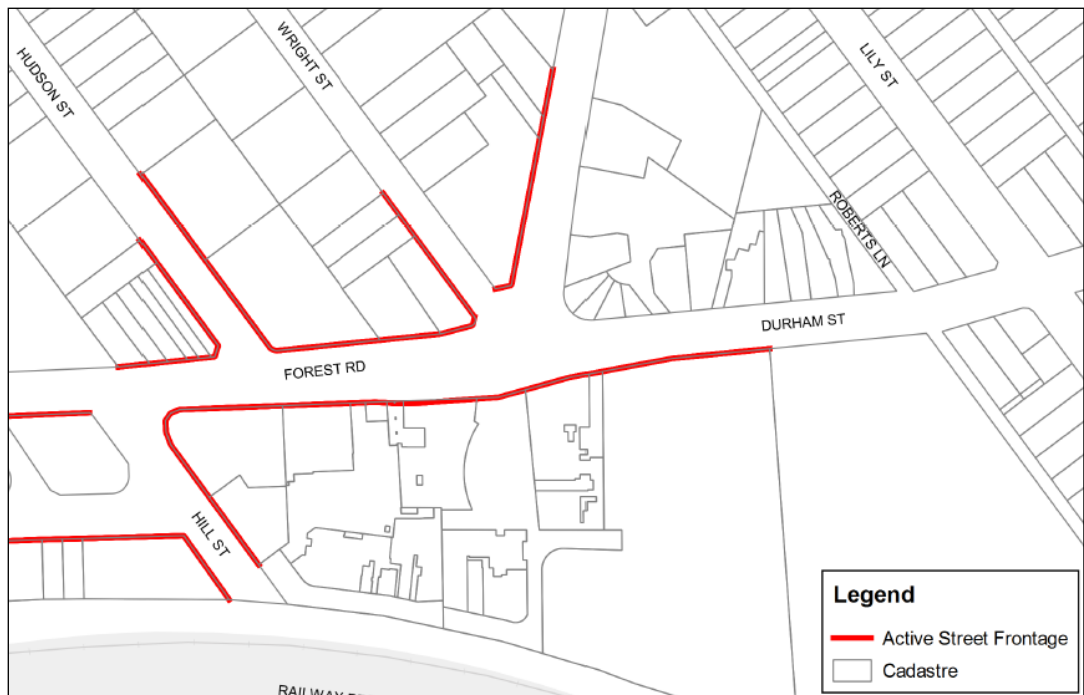 HUDSON ST
WRIGHT ST
LILY ST
ROBERTS LN
DURHAM ST
FOREST RD
HILL ST
Legend
Active Street Frontage
Cadastre
RAILWAY